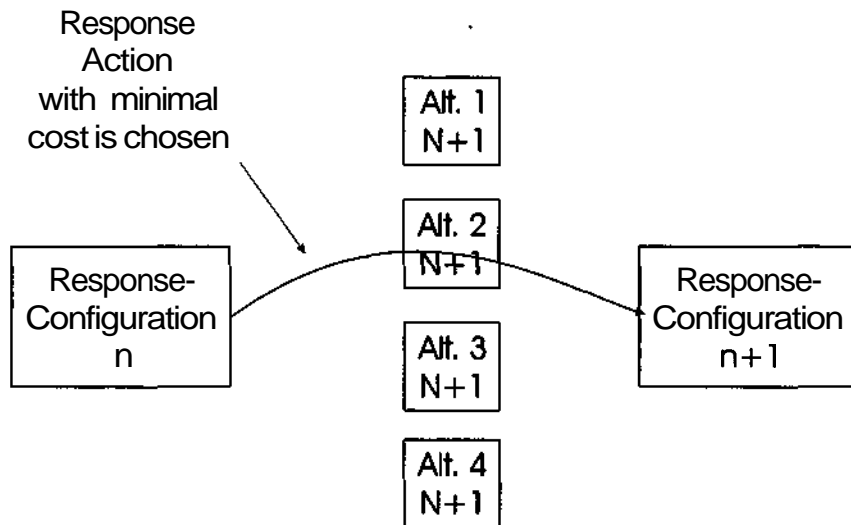 Response
Action
with minimal
cost is chosen
Alt. 1
N+1
Alt. 2
N+1
Alt. 3
N+1
Alt. 4
N+1
Response-
Configuration
n
Response-
Configuration
n+1